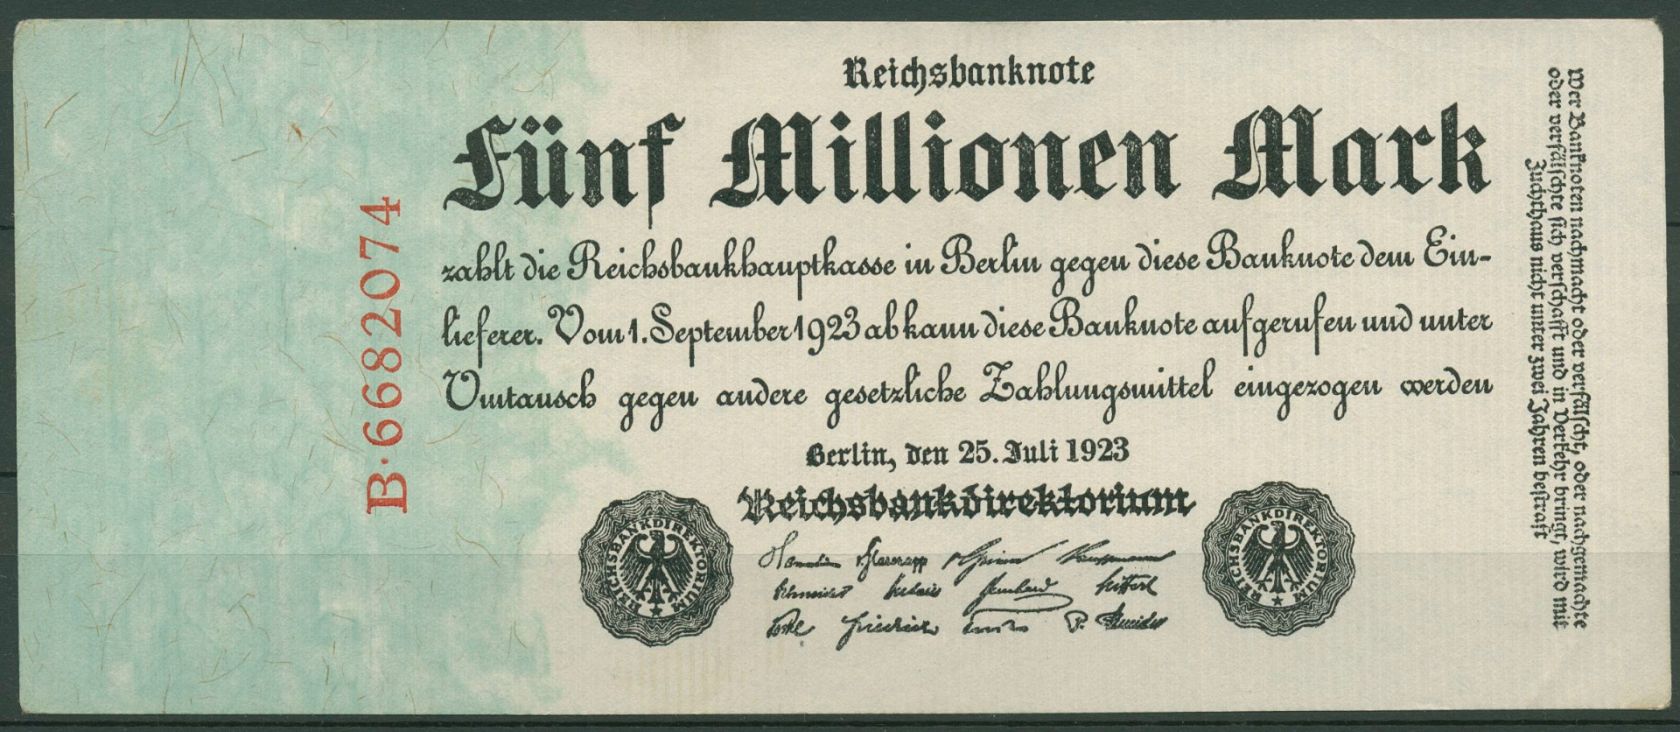 Reichsbanknote
Fünf Millionen Mark
zahlt die Reichsbankhauptkasse in Berlin gegen diese Banknote dem Ein-
lieferer. Vom 1. September 1923 ab kann diese Banknote aufgerufen und unter
Umtausch gegen andere gesetzliche Zahlungsmittel eingezogen werden
Berlin, den 25. Juli 1923
Reichsbankdirektorium
REICHSBANKDIREKTORIUM
REICHSBANKDIREKTORIUM
B·6682074
Wer Banknoten nachmacht oder verfälscht, oder nachgemachte
oder verfälschte sich verschafft und in Verkehr bringt, wird mit
Zuchthaus nicht unter zwei Jahren bestraft